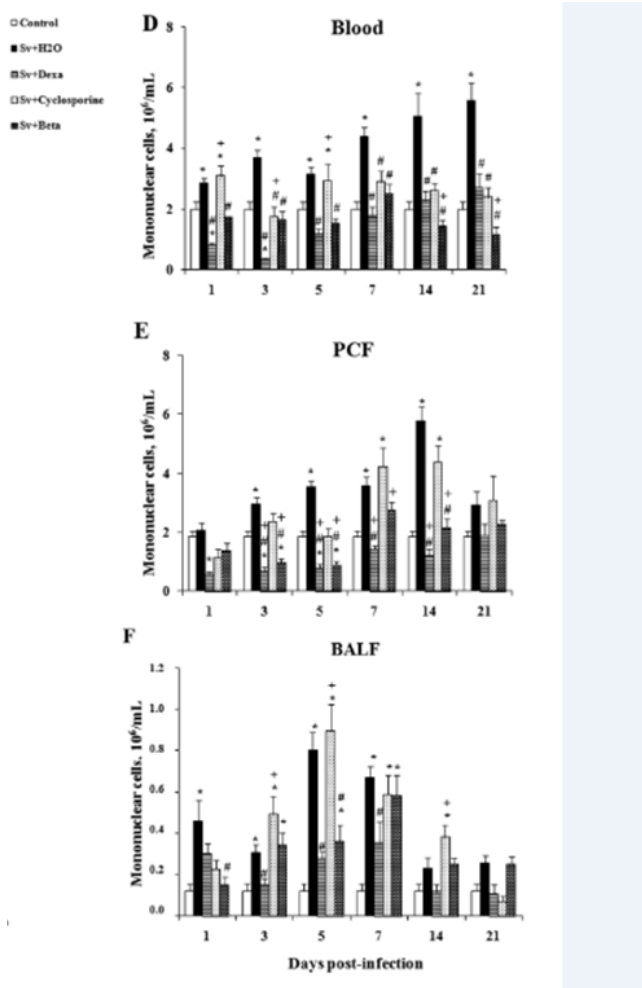 Control
Sv+H2O
Sv+Dexa
Sv+Cyclosporine
Sv+Beta
D
Blood
Mononuclear cells, 10⁶/mL
8
6
4
2
0
1 3 5 7 14 21
E
PCF
Mononuclear cells, 10⁶/mL
8
6
4
2
0
1 3 5 7 14 21
F
BALF
Mononuclear cells. 10⁶/mL
1.2
1.0
0.8
0.6
0.4
0.2
0.0
1 3 5 7 14 21
Days post-infection